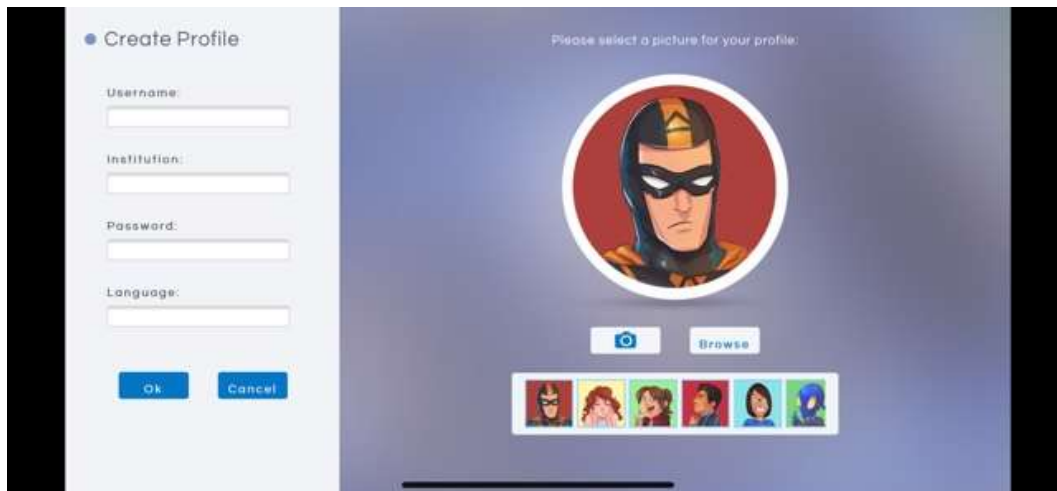 Create Profile
Username:
Institution:
Password:
Language:
Ok
Cancel
Please select a picture for your profile:
Browse